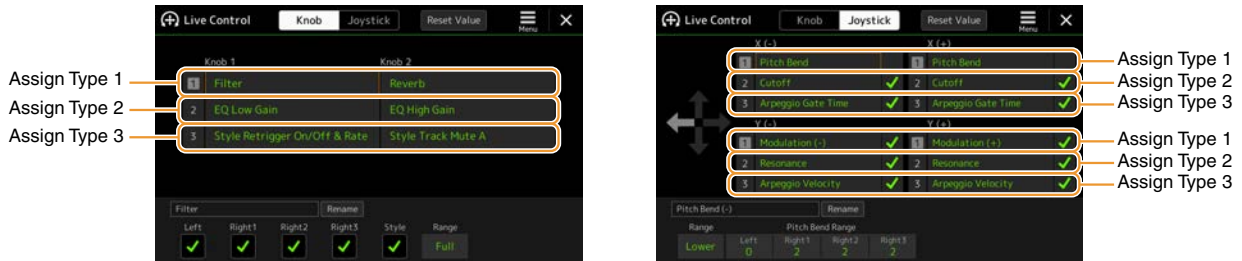 Live Control Knob Joystick Reset Value Menu
Knob 1 Knob 2
Assign Type 1 1 Filter Reverb
Assign Type 2 2 EQ Low Gain EQ High Gain
Assign Type 3 3 Style Retrigger On/Off & Rate Style Track Mute A
Filter Rename
Left Right1 Right2 Right3 Style Range
Full
Live Control Knob Joystick Reset Value Menu
X (-) X (+)
1 Pitch Bend 1 Pitch Bend Assign Type 1
2 Cutoff 2 Cutoff Assign Type 2
3 Arpeggio Gate Time 3 Arpeggio Gate Time Assign Type 3
Y (-) Y (+)
1 Modulation (-) 1 Modulation (+) Assign Type 1
2 Resonance 2 Resonance Assign Type 2
3 Arpeggio Velocity 3 Arpeggio Velocity Assign Type 3
Pitch Bend (-) Rename
Range Pitch Bend Range
Lower Left Right1 Right2 Right3
0 2 2 2